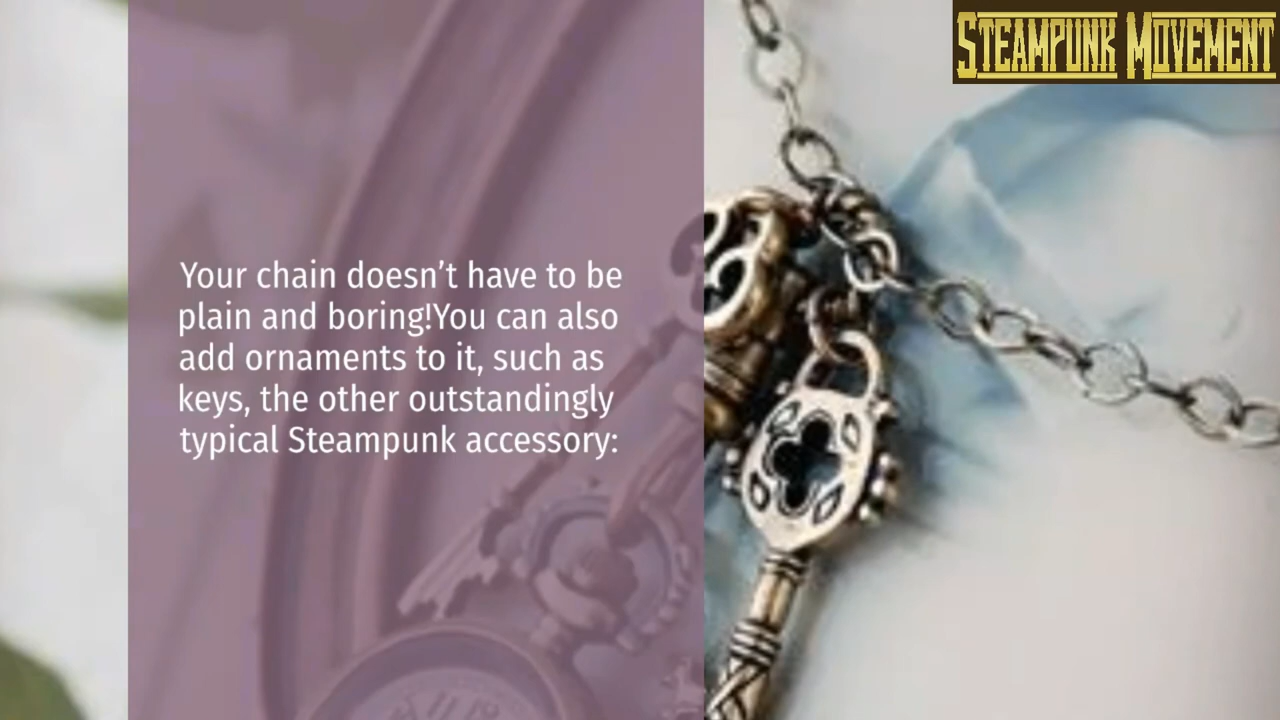 STEAMPUNK MOVEMENT
Your chain doesn’t have to be
plain and boring!You can also
add ornaments to it, such as
keys, the other outstandingly
typical Steampunk accessory: